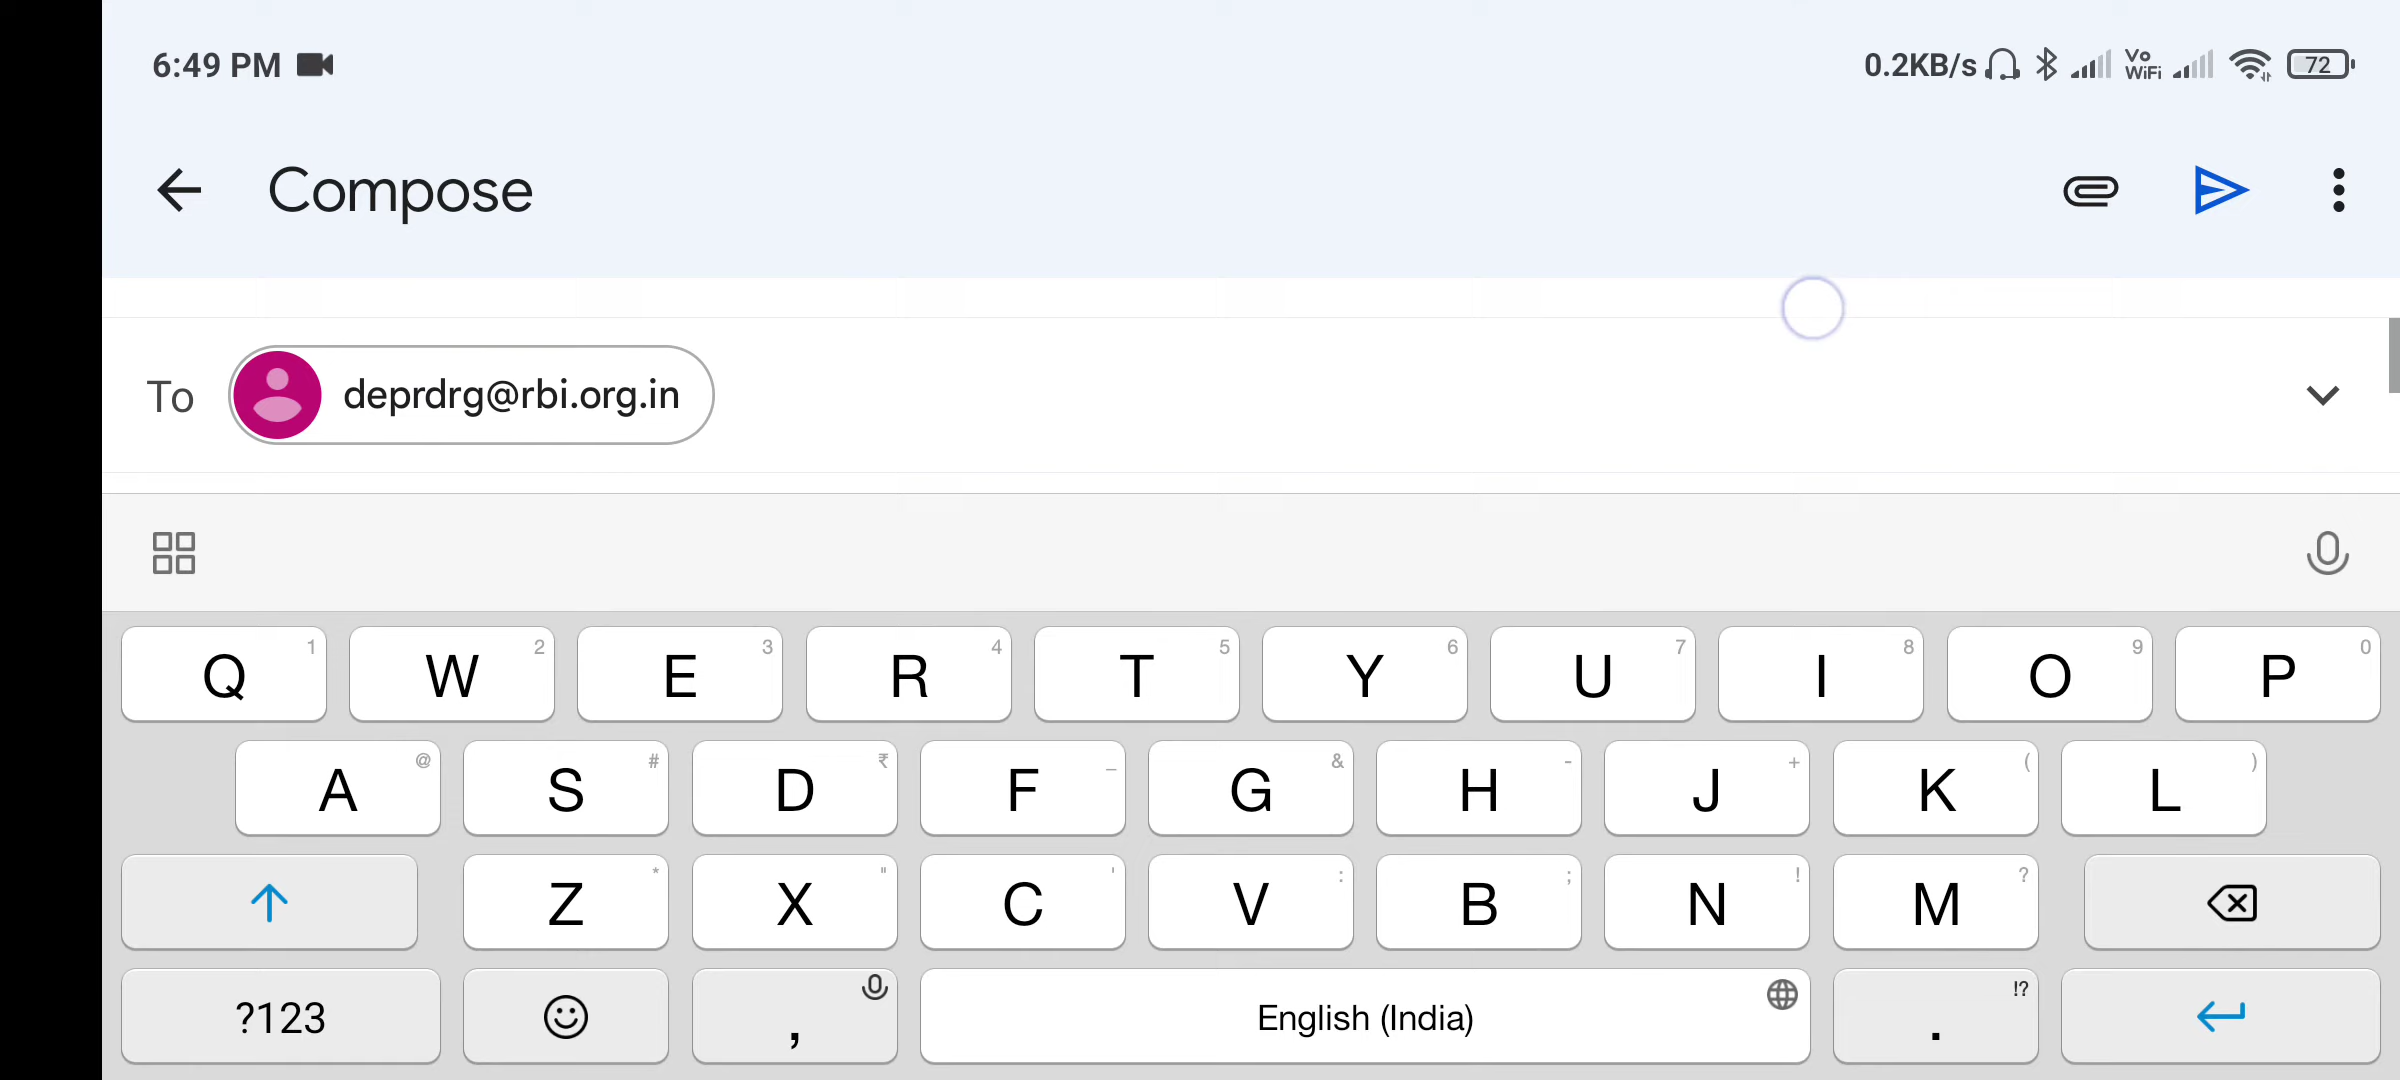 6:49 PM 0.2KB/s Vo WiFi 72
Compose
To deprdrg@rbi.org.in
Q 1 W 2 E 3 R 4 T 5 Y 6 U 7 I 8 O 9 P 0
A @ S # D ₹ F _ G & H - J + K ( L )
Z * X " C ' V : B ; N ! M ?
?123 , English (India) . !?